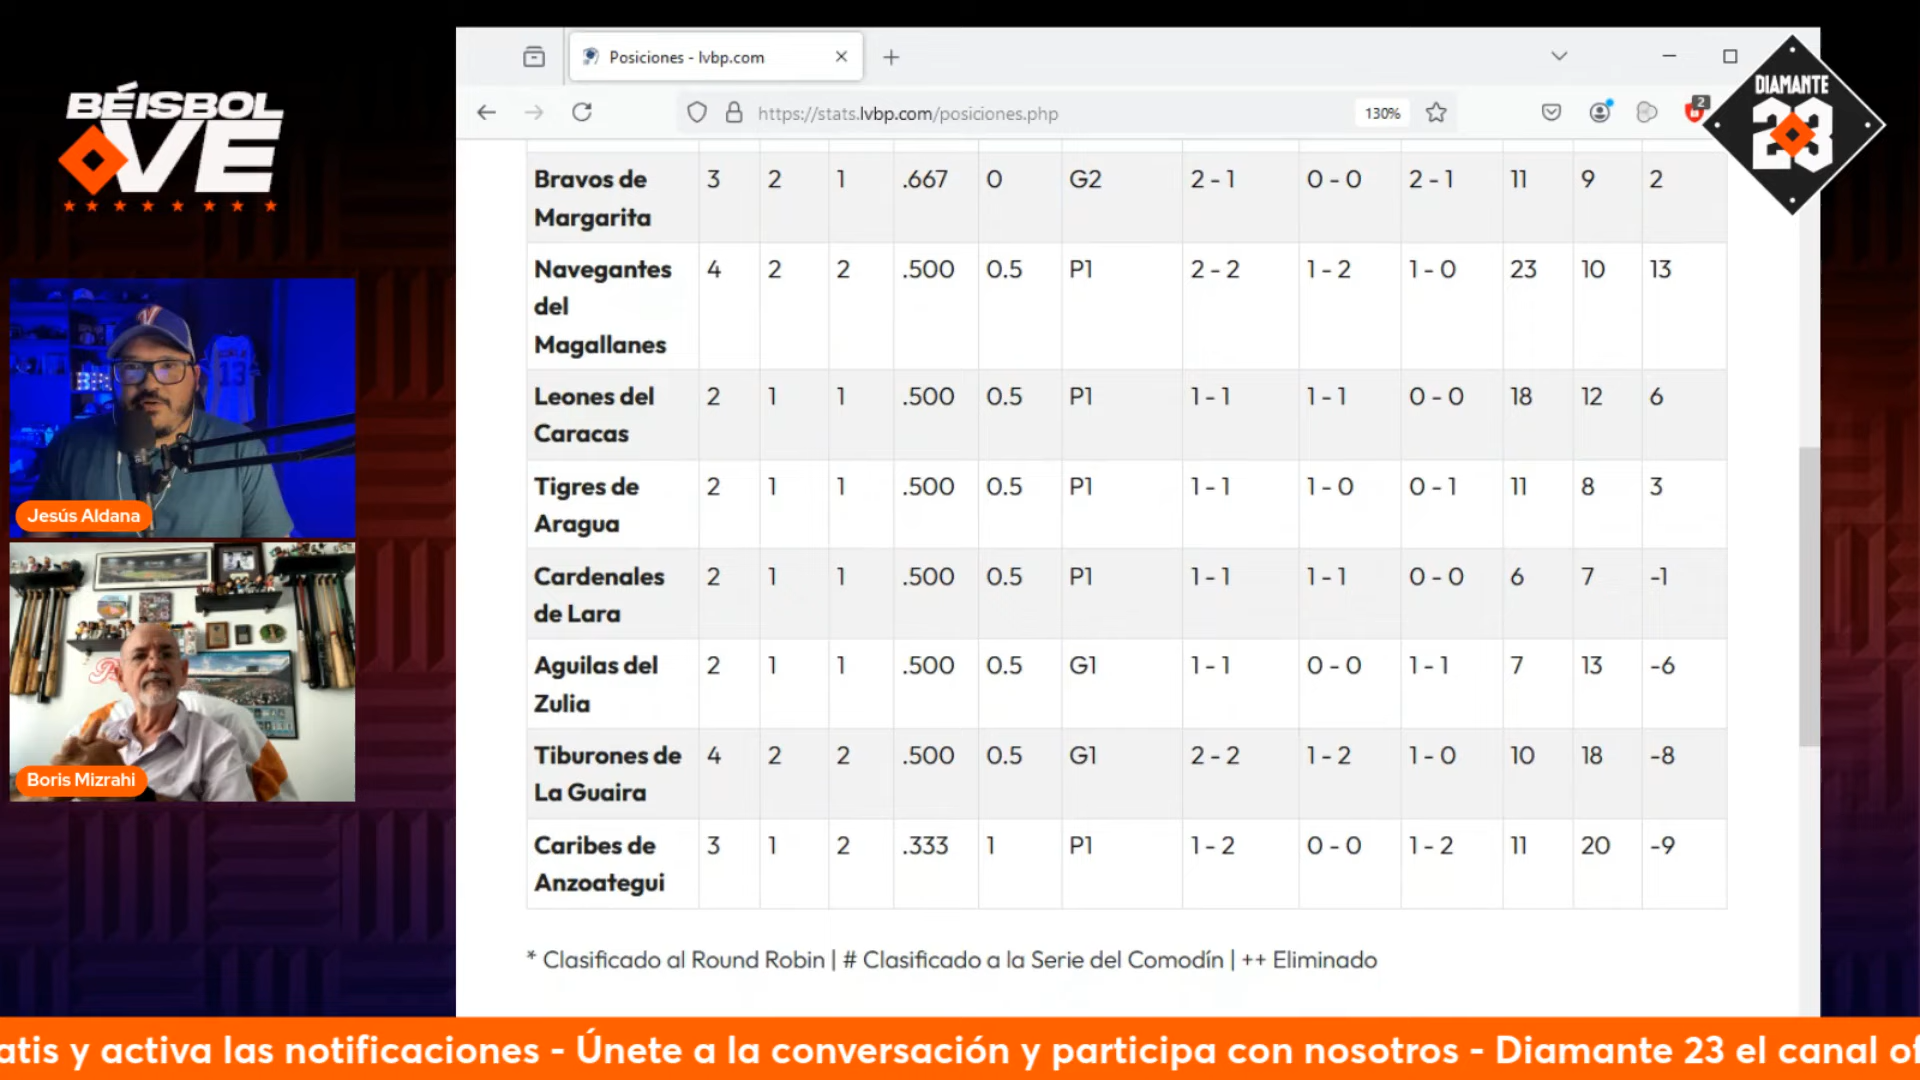 BÉISBOL
VE
Posiciones - lvbp.com
https://stats.lvbp.com/posiciones.php
130%
2
DIAMANTE
23
Bravos de Margarita 3 2 1 .667 0 G2 2 - 1 0 - 0 2 - 1 11 9 2
Navegantes del Magallanes 4 2 2 .500 0.5 P1 2 - 2 1 - 2 1 - 0 23 10 13
Leones del Caracas 2 1 1 .500 0.5 P1 1 - 1 1 - 1 0 - 0 18 12 6
Tigres de Aragua 2 1 1 .500 0.5 P1 1 - 1 1 - 0 0 - 1 11 8 3
Cardenales de Lara 2 1 1 .500 0.5 P1 1 - 1 1 - 1 0 - 0 6 7 -1
Aguilas del Zulia 2 1 1 .500 0.5 G1 1 - 1 0 - 0 1 - 1 7 13 -6
Tiburones de La Guaira 4 2 2 .500 0.5 G1 2 - 2 1 - 2 1 - 0 10 18 -8
Caribes de Anzoategui 3 1 2 .333 1 P1 1 - 2 0 - 0 1 - 2 11 20 -9
* Clasificado al Round Robin | # Clasificado a la Serie del Comodín | ++ Eliminado
13
Jesús Aldana
Boris Mizrahi
atis y activa las notificaciones - Únete a la conversación y participa con nosotros - Diamante 23 el canal of